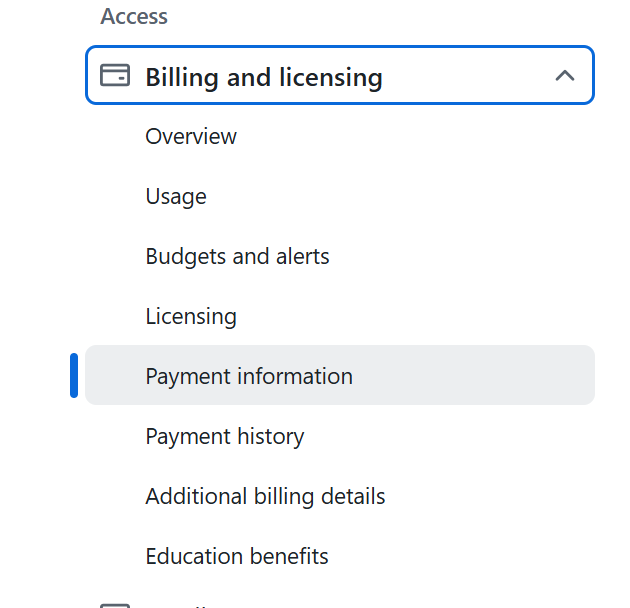 Access
Billing and licensing
Overview
Usage
Budgets and alerts
Licensing
Payment information
Payment history
Additional billing details
Education benefits